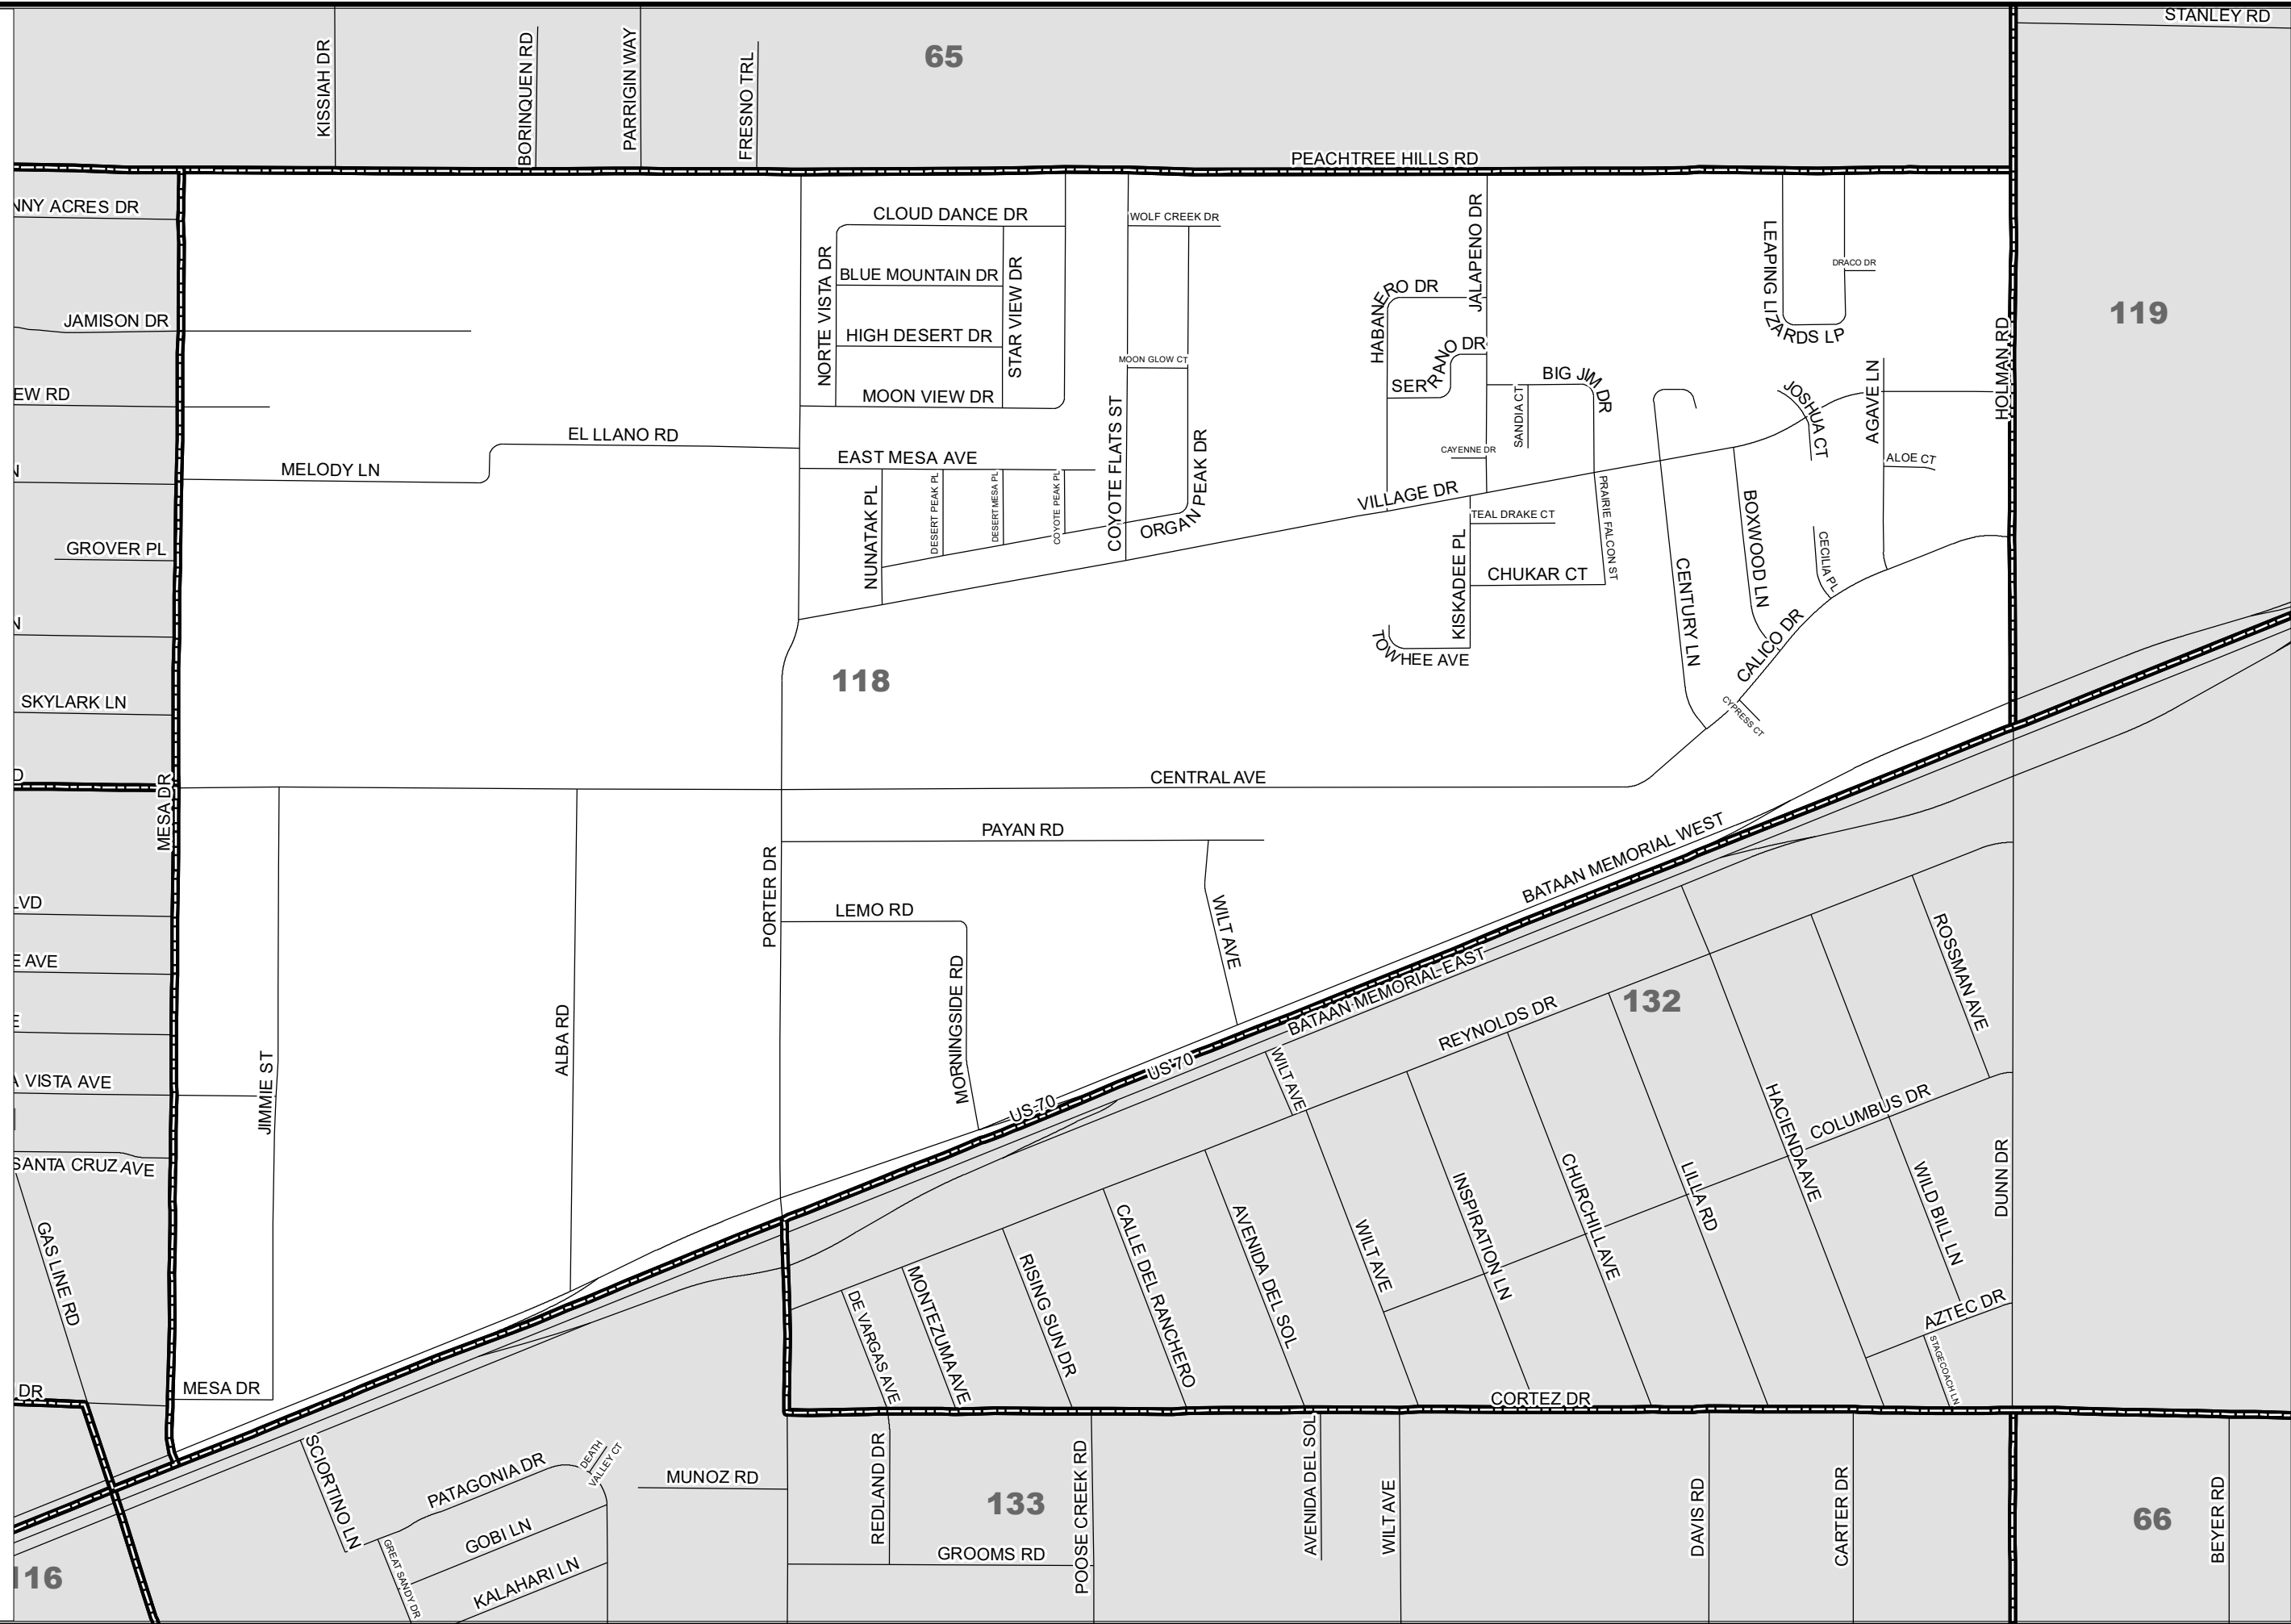 STANLEY RD
65
KISSIAH DR
BORINQUEN RD
PARRIGIN WAY
FRESNO TRL
PEACHTREE HILLS RD
NNY ACRES DR
CLOUD DANCE DR
WOLF CREEK DR
JALAPENO DR
LEAPING LIZARDS LP
DRACO DR
NORTE VISTA DR
BLUE MOUNTAIN DR
STAR VIEW DR
HABANERO DR
119
JAMISON DR
HIGH DESERT DR
MOON GLOW CT
SERRANO DR
HOLMAN RD
EW RD
MOON VIEW DR
BIG JIM DR
SANDIA CT
JOSHUA CT
AGAVE LN
EL LLANO RD
COYOTE FLATS ST
ORGAN PEAK DR
CAYENNE DR
MELODY LN
EAST MESA AVE
ALOE CT
N
NUNATAK PL
DESERT PEAK PL
DESERT MESA PL
COYOTE PEAK PL
VILLAGE DR
PRAIRIE FALCON ST
BOXWOOD LN
TEAL DRAKE CT
GROVER PL
KISKADEE PL
CHUKAR CT
CENTURY LN
CECILIA PL
N
TOWHEE AVE
CALICO DR
118
SKYLARK LN
CYPRESS CT
D
MESA DR
CENTRAL AVE
PAYAN RD
BATAAN MEMORIAL WEST
PORTER DR
LVD
LEMO RD
WILT AVE
ROSSMAN AVE
E AVE
MORNINGSIDE RD
BATAAN MEMORIAL EAST
132
E
ALBA RD
REYNOLDS DR
A VISTA AVE
JIMMIE ST
US 70
US-70
WILT AVE
HACIENDA AVE
COLUMBUS DR
SANTA CRUZ AVE
DUNN DR
GAS LINE RD
CALLE DEL RANCHERO
AVENIDA DEL SOL
WILT AVE
INSPIRATION LN
CHURCHILL AVE
LILLA RD
WILD BILL LN
DE VARGAS AVE
MONTEZUMA AVE
RISING SUN DR
AZTEC DR
STAGECOACH LN
DR
MESA DR
CORTEZ DR
SCIORTINO LN
PATAGONIA DR
DEATH
VALLEY CT
MUNOZ RD
REDLAND DR
133
POOSE CREEK RD
AVENIDA DEL SOL
WILT AVE
DAVIS RD
CARTER DR
66
BEYER RD
GOBI LN
GREAT SANDY DR
GROOMS RD
116
KALAHARI LN